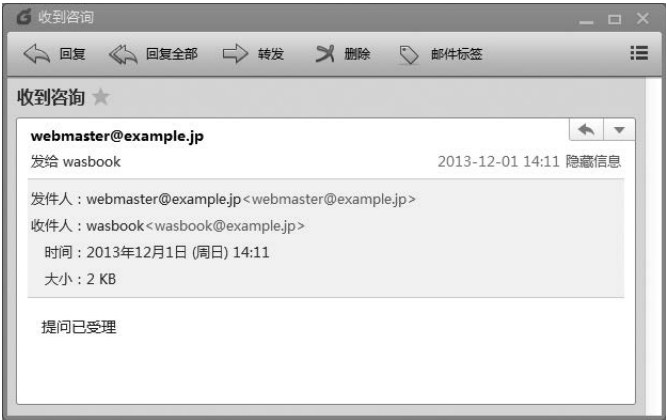 收到咨询
回复 回复全部 转发 删除 邮件标签
收到咨询
webmaster@example.jp
发给 wasbook 2013-12-01 14:11 隐藏信息
发件人：webmaster@example.jp<webmaster@example.jp>
收件人：wasbook<wasbook@example.jp>
时间：2013年12月1日 (周日) 14:11
大小：2 KB
提问已受理